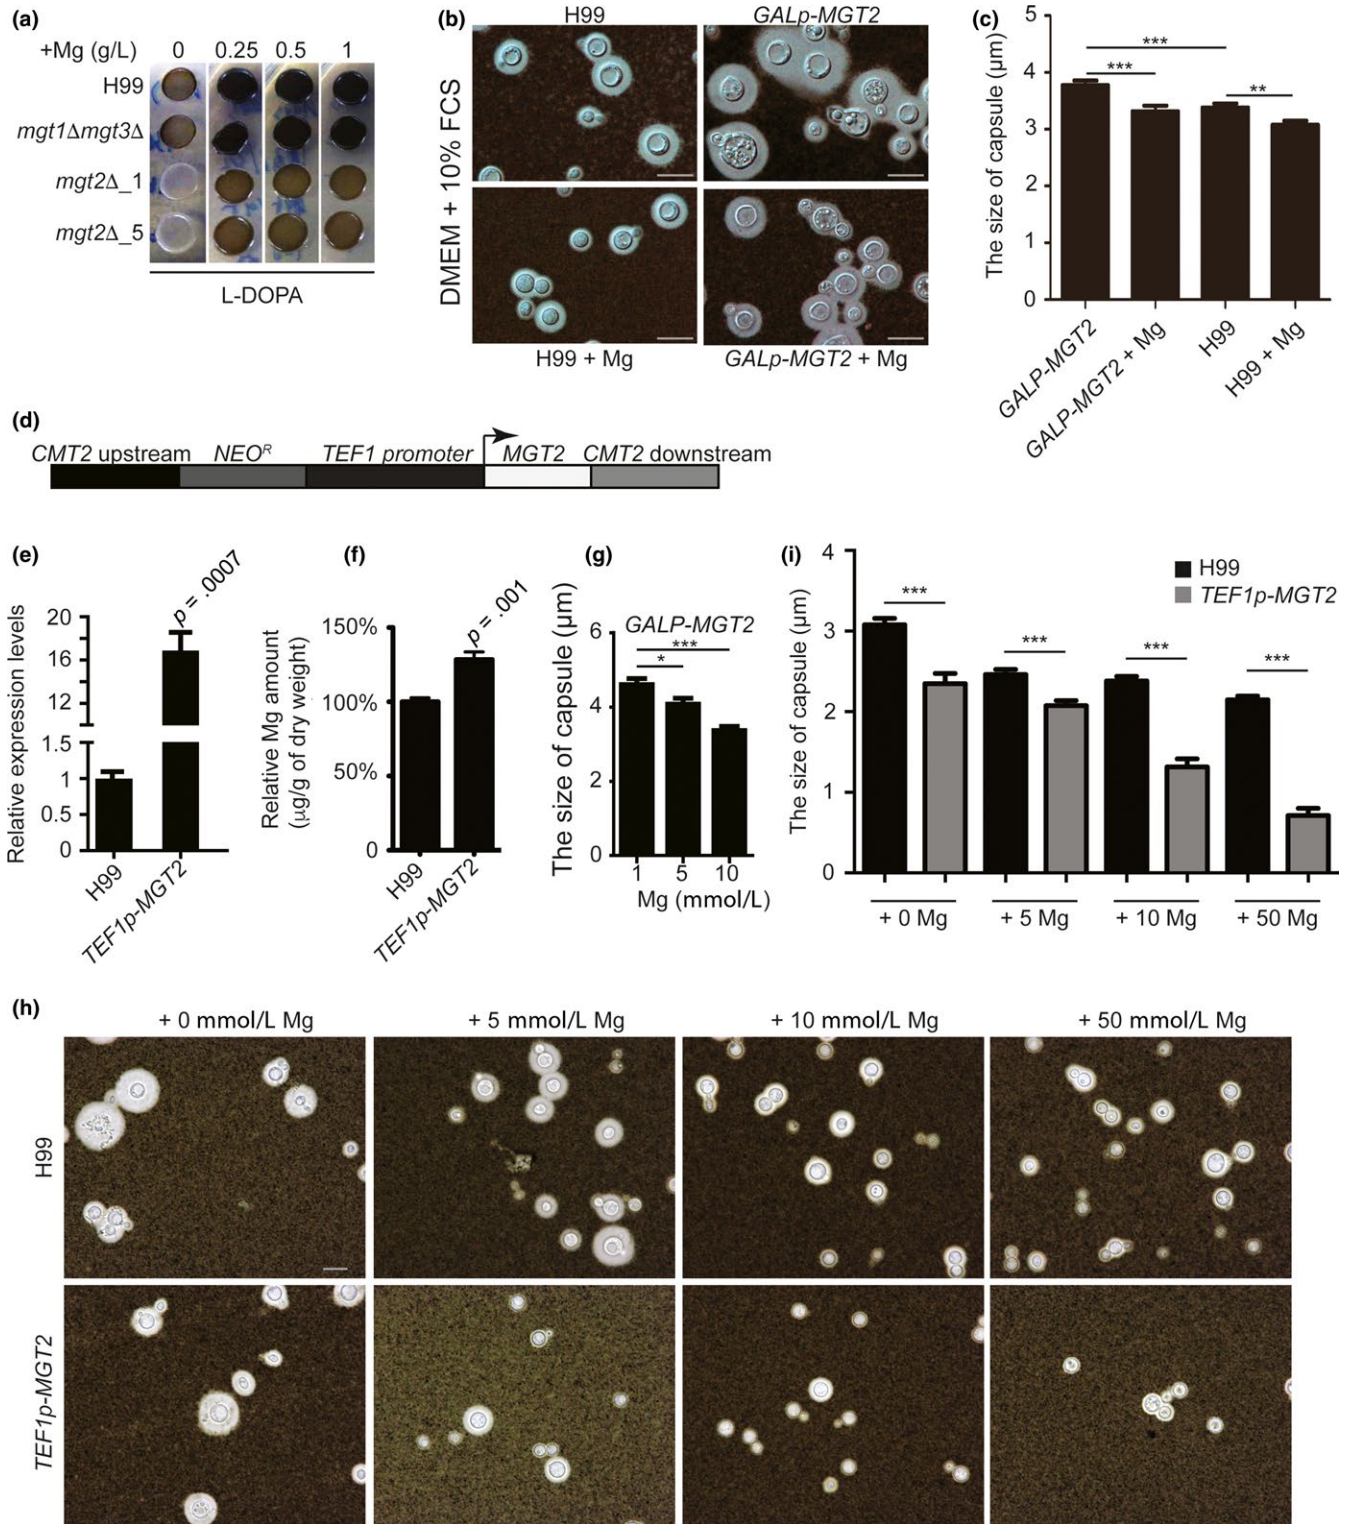 (a)
+Mg (g/L)
0 0.25 0.5 1
H99
mgt1Δmgt3Δ
mgt2Δ_1
mgt2Δ_5
L-DOPA
(b)
H99 GALp-MGT2
DMEM + 10% FCS
H99 + Mg GALp-MGT2 + Mg
(c)
The size of capsule (µm)
5
4
3
2
1
0
***
***
**
GALP-MGT2
GALP-MGT2 + Mg
H99
H99 + Mg
(d)
CMT2 upstream NEO^R TEF1 promoter MGT2 CMT2 downstream
(e)
Relative expression levels
20
16
12
1.5
1
0.5
0
p = .0007
H99
TEF1p-MGT2
(f)
Relative Mg amount
(µg/g of dry weight)
150%
100%
50%
0
p = .001
H99
TEF1p-MGT2
(g)
The size of capsule (µm)
6
4
2
0
GALP-MGT2
***
*
1 5 10
Mg (mmol/L)
(i)
The size of capsule (µm)
4
3
2
1
0
H99
TEF1p-MGT2
***
***
***
***
+ 0 Mg + 5 Mg + 10 Mg + 50 Mg
(h)
+ 0 mmol/L Mg + 5 mmol/L Mg + 10 mmol/L Mg + 50 mmol/L Mg
H99
TEF1p-MGT2